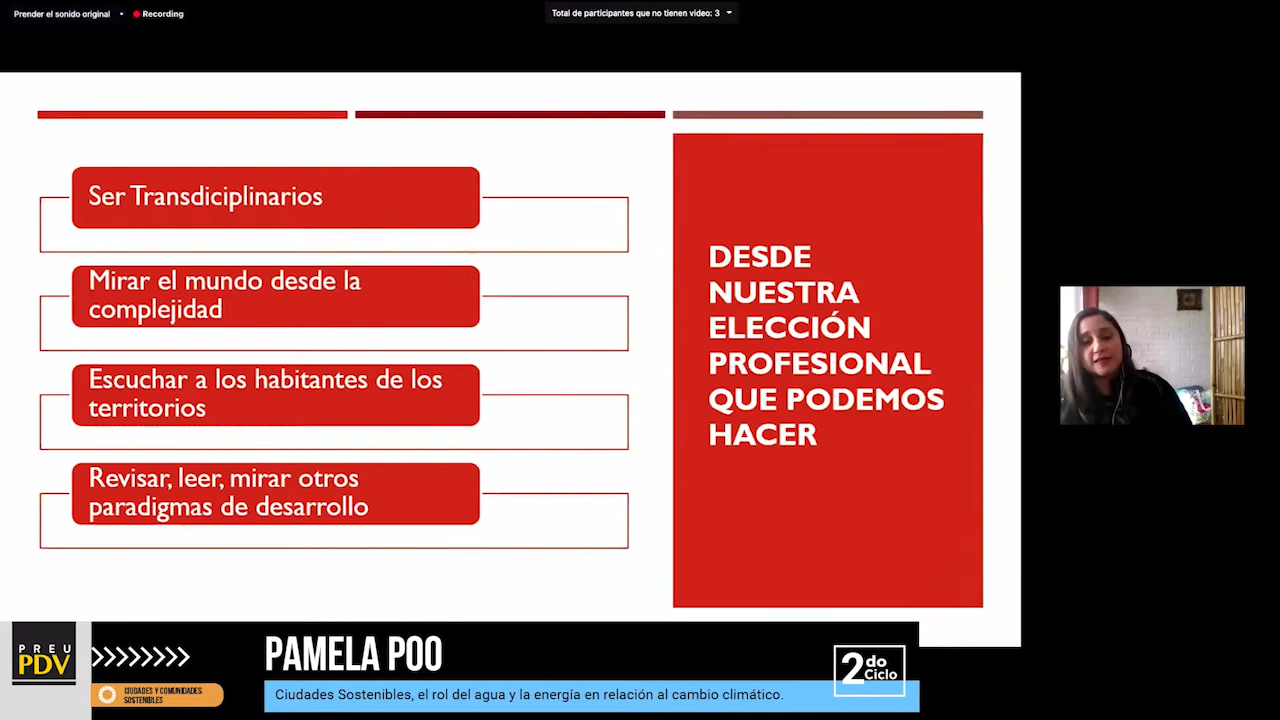 Prender el sonido original
Recording
Total de participantes que no tienen video: 3
Ser Transdiciplinarios
Mirar el mundo desde la
complejidad
Escuchar a los habitantes de los
territorios
Revisar, leer, mirar otros
paradigmas de desarrollo
DESDE
NUESTRA
ELECCIÓN
PROFESIONAL
QUE PODEMOS
HACER
PREU
PDV
CIUDADES Y COMUNIDADES
SOSTENIBLES
PAMELA POO
Ciudades Sostenibles, el rol del agua y la energía en relación al cambio climático.
2do
Ciclo